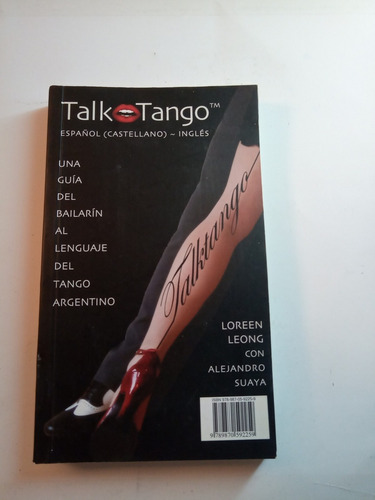 Talk Tango™
ESPAÑOL (CASTELLANO) ~ INGLÉS
UNA
GUÍA
DEL
BAILARÍN
AL
LENGUAJE
DEL
TANGO
ARGENTINO
Talktango
LOREEN
LEONG
CON
ALEJANDRO
SUAYA